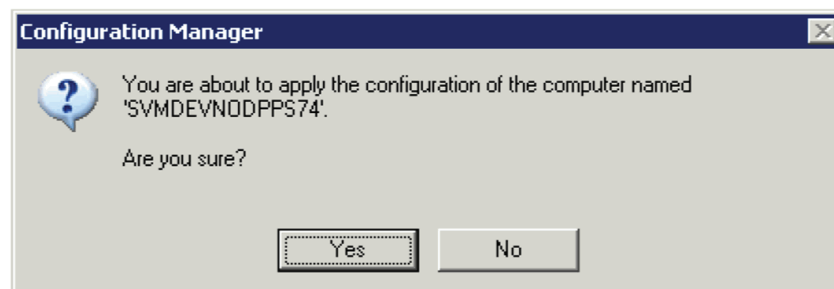 Configuration Manager
You are about to apply the configuration of the computer named
'SVMDEVNODPPS74'.
Are you sure?
Yes
No